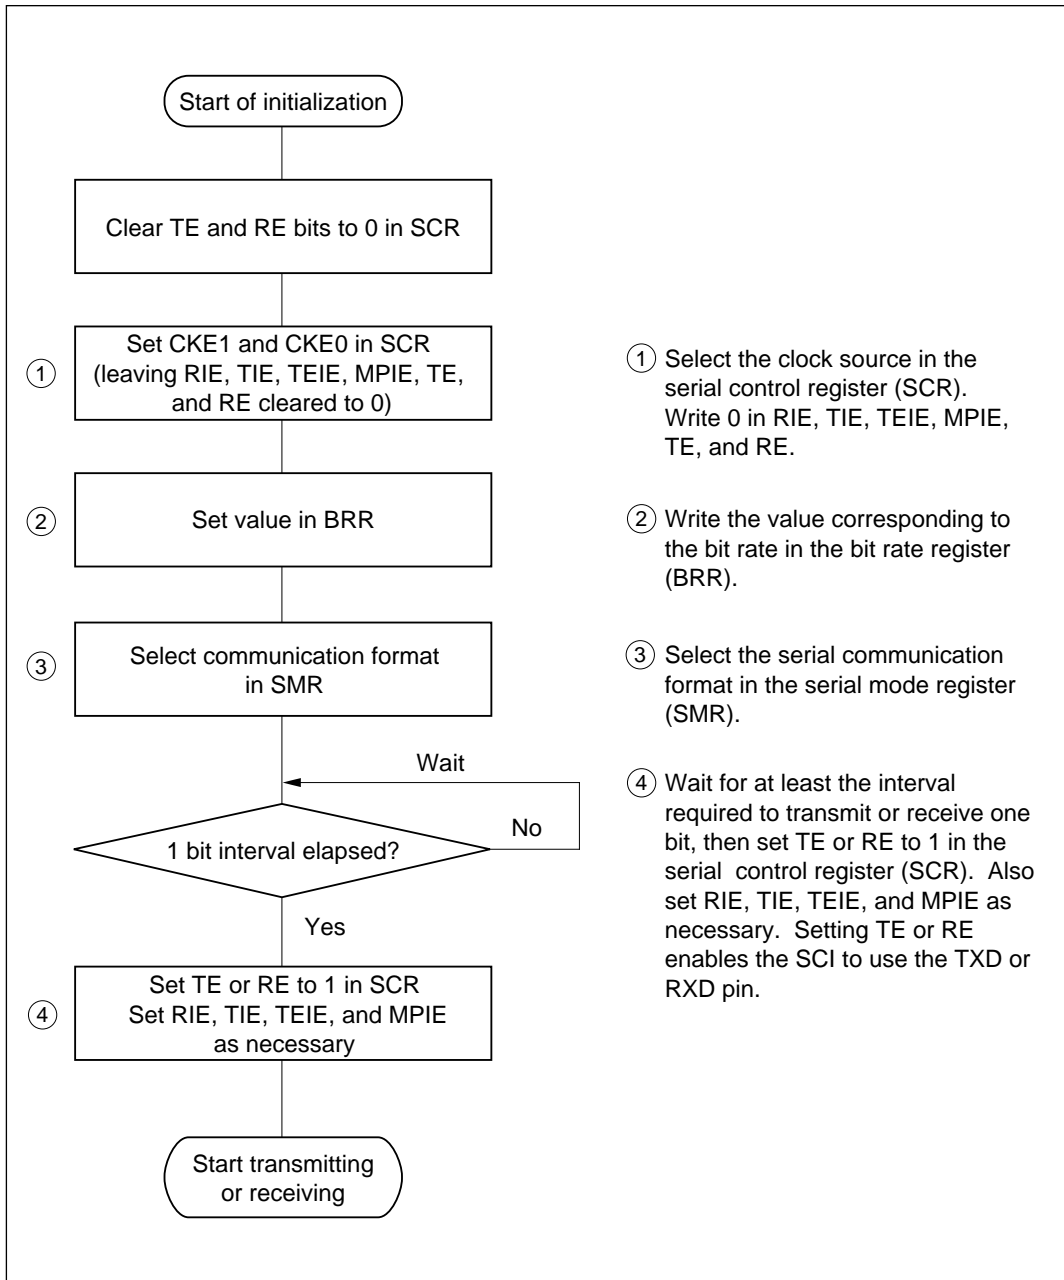 Start of initialization
Clear TE and RE bits to 0 in SCR
1
Set CKE1 and CKE0 in SCR
(leaving RIE, TIE, TEIE, MPIE, TE,
and RE cleared to 0)
2
Set value in BRR
3
Select communication format
in SMR
Wait
1 bit interval elapsed?
No
Yes
4
Set TE or RE to 1 in SCR
Set RIE, TIE, TEIE, and MPIE
as necessary
Start transmitting
or receiving
1 Select the clock source in the
serial control register (SCR).
Write 0 in RIE, TIE, TEIE, MPIE,
TE, and RE.
2 Write the value corresponding to
the bit rate in the bit rate register
(BRR).
3 Select the serial communication
format in the serial mode register
(SMR).
4 Wait for at least the interval
required to transmit or receive one
bit, then set TE or RE to 1 in the
serial control register (SCR). Also
set RIE, TIE, TEIE, and MPIE as
necessary. Setting TE or RE
enables the SCI to use the TXD or
RXD pin.